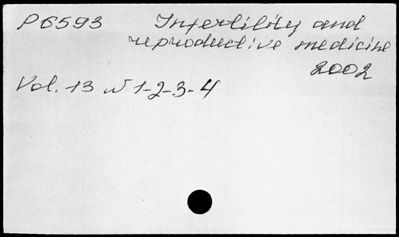 P6593 Infertility and
reproductive medicine
2002
Vol. 13 N 1-2-3-4